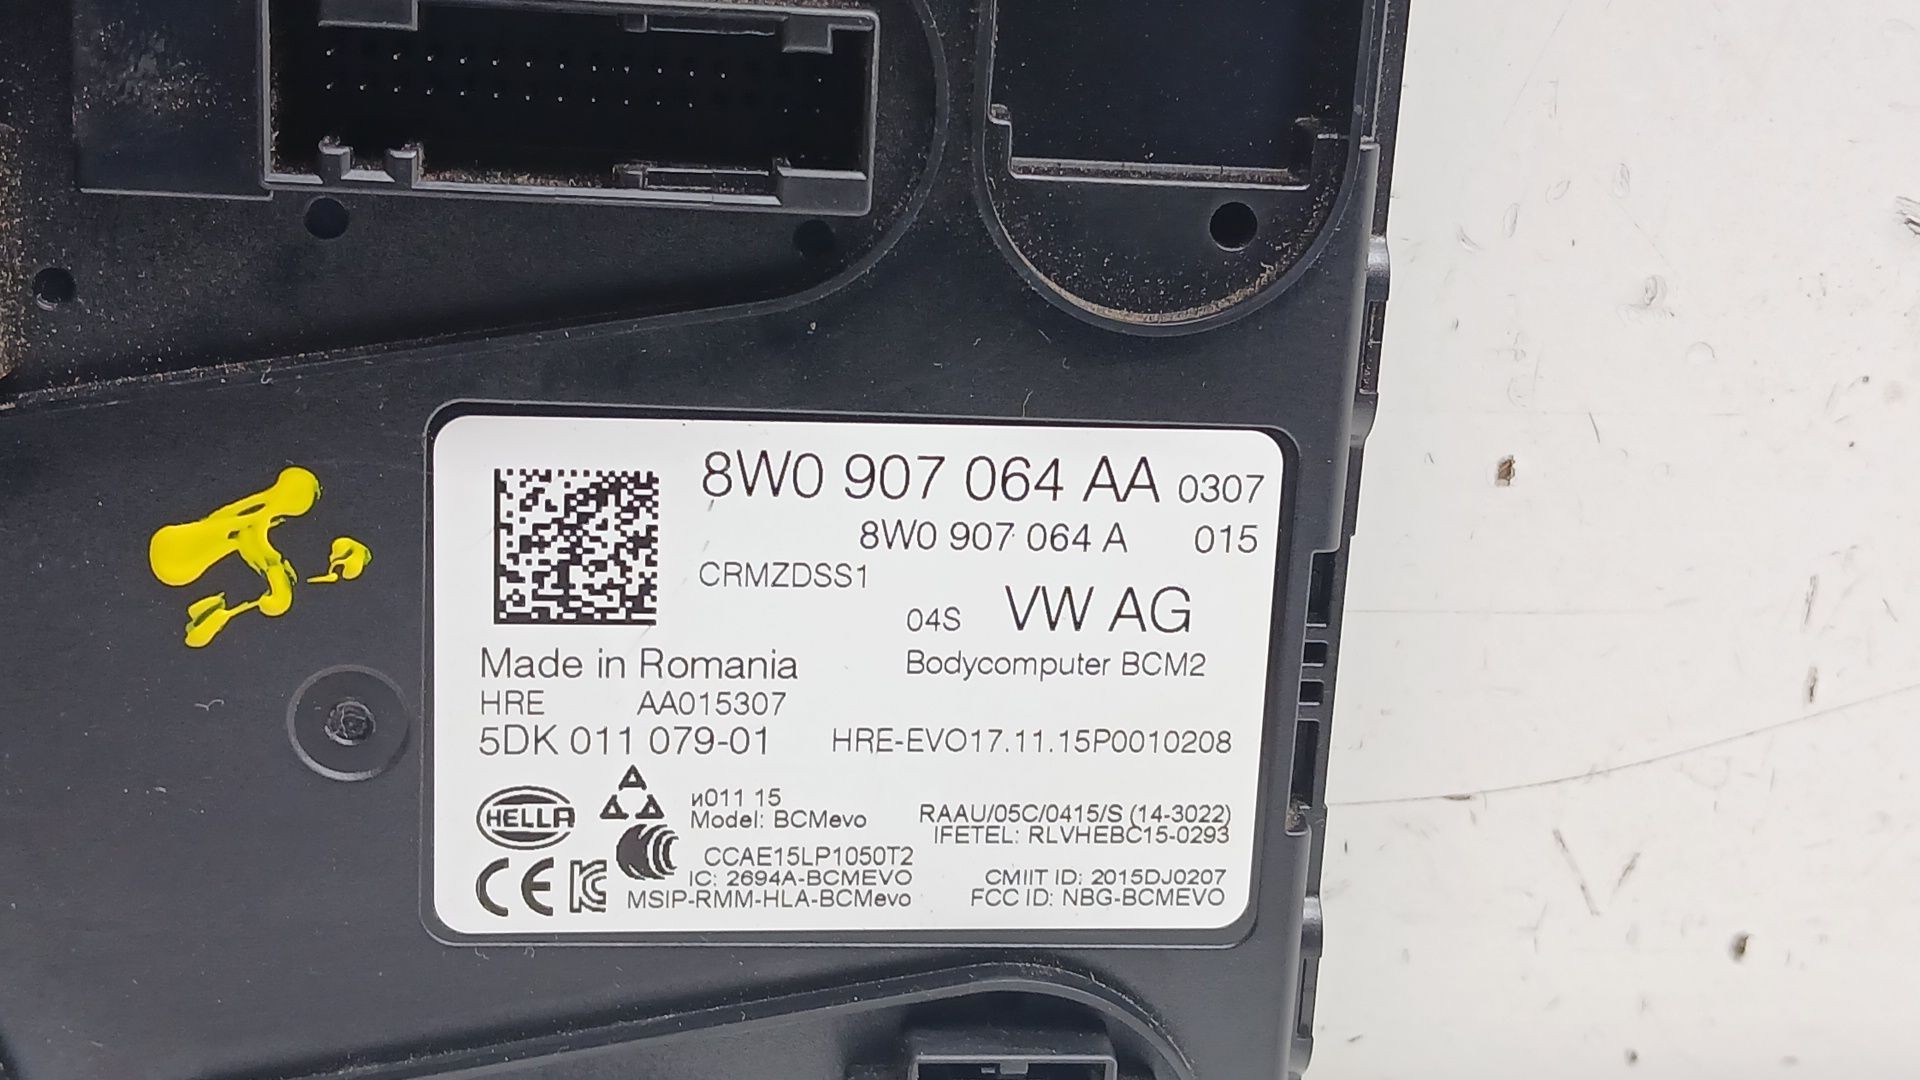 8W0 907 064 AA 0307
8W0 907 064 A 015
CRMZDSS1
04S VW AG
Made in Romania Bodycomputer BCM2
HRE AA015307
5DK 011 079-01 HRE-EVO17.11.15P0010208
HELLA
и011 15
Model: BCMevo
RAAU/05C/0415/S (14-3022)
IFETEL: RLVHEBC15-0293
CCAE15LP1050T2
IC: 2694A-BCMEVO
MSIP-RMM-HLA-BCMevo
CMIIT ID: 2015DJ0207
FCC ID: NBG-BCMEVO
CE